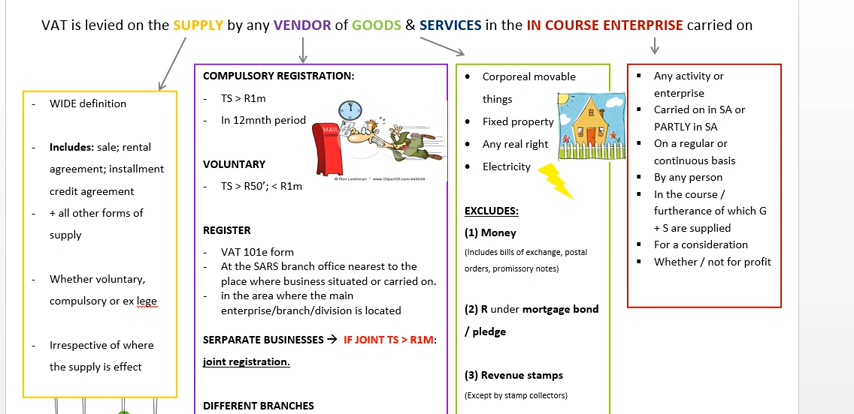 VAT is levied on the SUPPLY by any VENDOR of GOODS & SERVICES in the IN COURSE ENTERPRISE carried on
- WIDE definition
- Includes: sale; rental
agreement; installment
credit agreement
- + all other forms of
supply
- Whether voluntary,
compulsory or ex lege
- Irrespective of where
the supply is effect
COMPULSORY REGISTRATION:
- TS > R1m
- In 12mnth period
VOLUNTARY
- TS > R50'; < R1m
REGISTER
- VAT 101e form
- At the SARS branch office nearest to the
place where business situated or carried on.
- in the area where the main
enterprise/branch/division is located
SERPARATE BUSINESSES → IF JOINT TS > R1M:
joint registration.
DIFFERENT BRANCHES
MAIL
© Ron Leishman * www.ClipartOf.com/
• Corporeal movable
things
• Fixed property
• Any real right
• Electricity
EXCLUDES:
(1) Money
(Includes bills of exchange, postal
orders, promissory notes)
(2) R under mortgage bond
/ pledge
(3) Revenue stamps
(Except by stamp collectors)
▪ Any activity or
enterprise
▪ Carried on in SA or
PARTLY in SA
▪ On a regular or
continuous basis
▪ By any person
▪ In the course /
furtherance of which G
+ S are supplied
▪ For a consideration
▪ Whether / not for profit